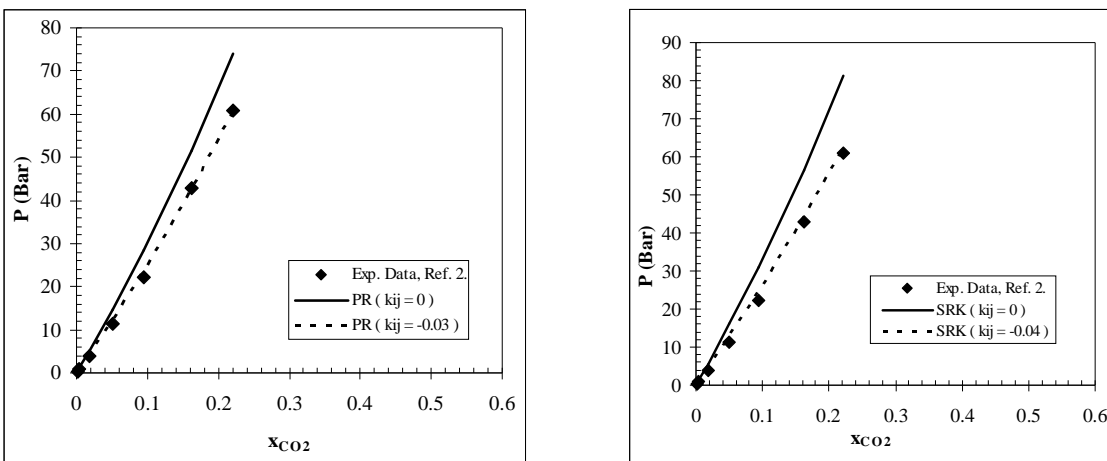 80
70
60
50
40
30
20
10
0
P (Bar)
0 0.1 0.2 0.3 0.4 0.5 0.6
xCO2
Exp. Data, Ref. 2.
PR ( kij = 0)
PR ( kij = -0.03 )
90
80
70
60
50
40
30
20
10
0
P (Bar)
0 0.1 0.2 0.3 0.4 0.5 0.6
xCO2
Exp. Data, Ref. 2.
SRK ( kij = 0)
SRK ( kij = -0.04 )